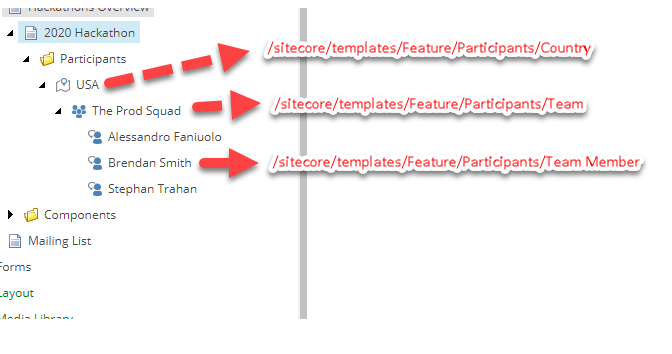 Hackathons Overview
2020 Hackathon
/sitecore/templates/Feature/Participants/Country
Participants
USA
The Prod Squad
/sitecore/templates/Feature/Participants/Team
Alessandro Faniuolo
Brendan Smith
/sitecore/templates/Feature/Participants/Team Member
Stephan Trahan
Components
Mailing List
Forms
Layout
Media Library